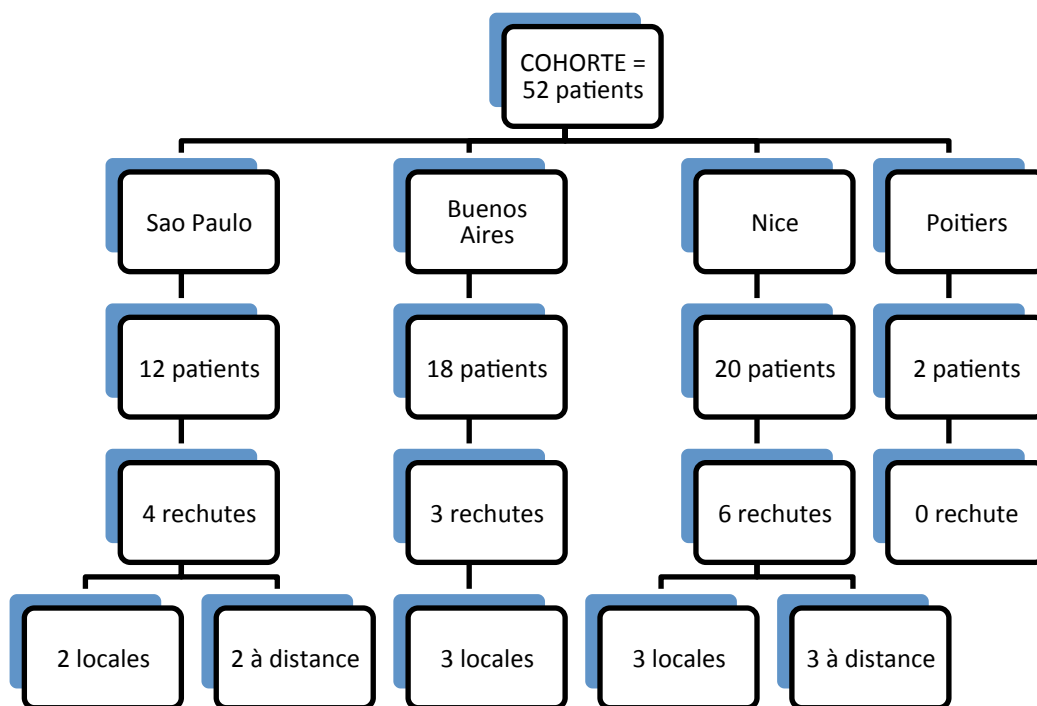 COHORTE =
52 patients
Sao Paulo
Buenos
Aires
Nice
Poitiers
12 patients
18 patients
20 patients
2 patients
4 rechutes
3 rechutes
6 rechutes
0 rechute
2 locales
2 à distance
3 locales
3 locales
3 à distance